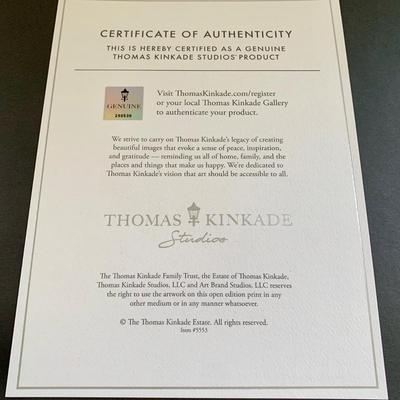 CERTIFICATE OF AUTHENTICITY
THIS IS HEREBY CERTIFIED AS A GENUINE
THOMAS KINKADE STUDIOS® PRODUCT
GENUINE
250539
Visit ThomasKinkade.com/register
or your local Thomas Kinkade Gallery
to authenticate your product.
We strive to carry on Thomas Kinkade's legacy of creating
beautiful images that evoke a sense of peace, inspiration,
and gratitude — reminding us all of home, family, and the
places and things that make us happy. We're dedicated to
Thomas Kinkade's vision that art should be accessible to all.
THOMAS KINKADE
Studios
The Thomas Kinkade Family Trust, the Estate of Thomas Kinkade,
Thomas Kinkade Studios, LLC and Art Brand Studios, LLC reserves
the right to use the artwork on this open edition print in any
other medium or in any manner whatsoever.
© The Thomas Kinkade Estate. All rights reserved.
Item #5553